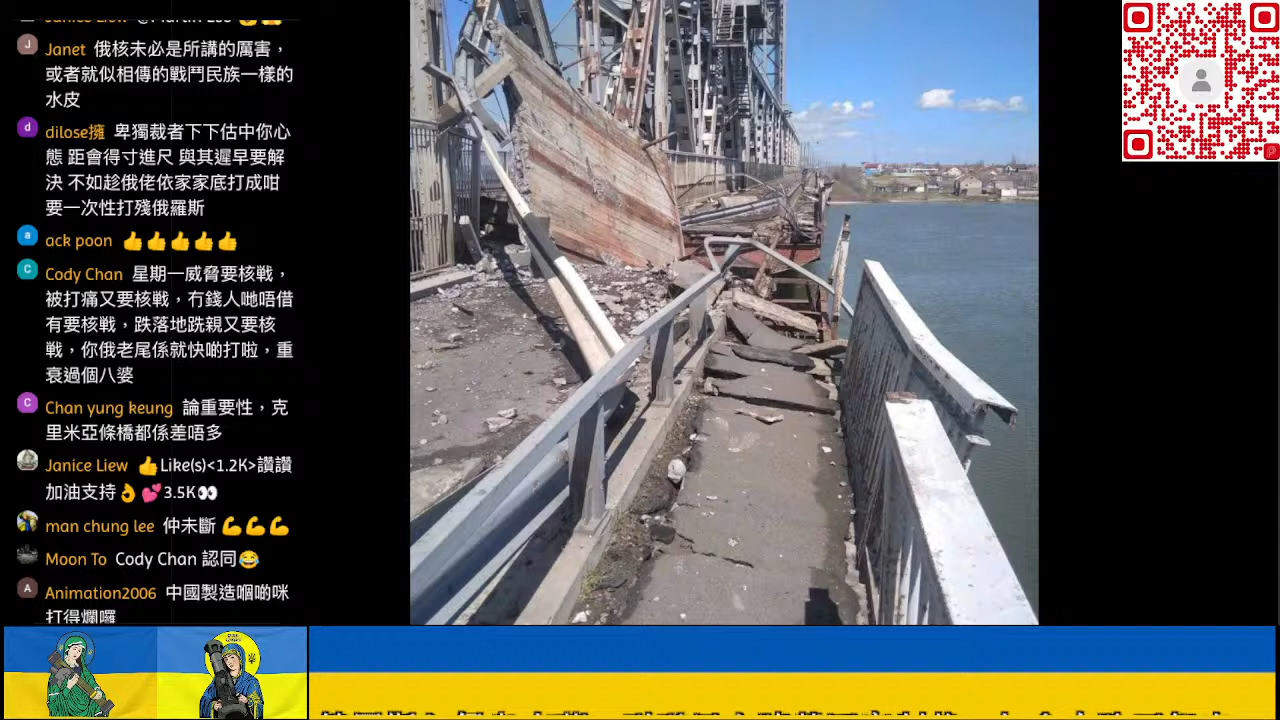 Janet 俄核未必是所講的厲害，
或者就似相傳的戰鬥民族一樣的
水皮
dilose擁 卑獨裁者下下估中你心
態 距會得寸進尺 與其遲早要解
決 不如趁俄佬依家家底打成咁
要一次性打殘俄羅斯
ack poon 👍👍👍👍👍
Cody Chan 星期一威脅要核戰，
被打痛又要核戰，冇錢人哋唔借
有要核戰，跌落地跣親又要核
戰，你俄老尾係就快啲打啦，重
衰過個八婆
Chan yung keung 論重要性，克
里米亞條橋都係差唔多
Janice Liew 👍Like(s)<1.2K>讚讚
加油支持👌💕3.5K👀
man chung lee 仲未斷💪💪💪
Moon To Cody Chan 認同😂
Animation2006 中國製造嗰啲咪
打得爛囉